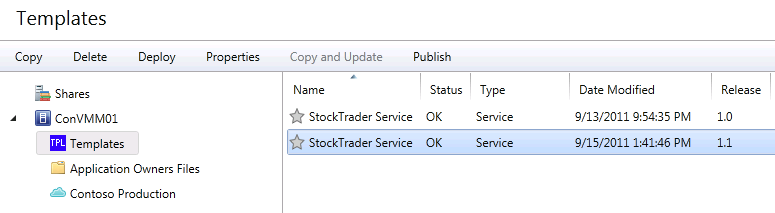 Templates
Copy Delete Deploy Properties Copy and Update Publish
Shares
ConVMM01
TPL Templates
Application Owners Files
Contoso Production
Name Status Type Date Modified Release
StockTrader Service OK Service 9/13/2011 9:54:35 PM 1.0
StockTrader Service OK Service 9/15/2011 1:41:46 PM 1.1